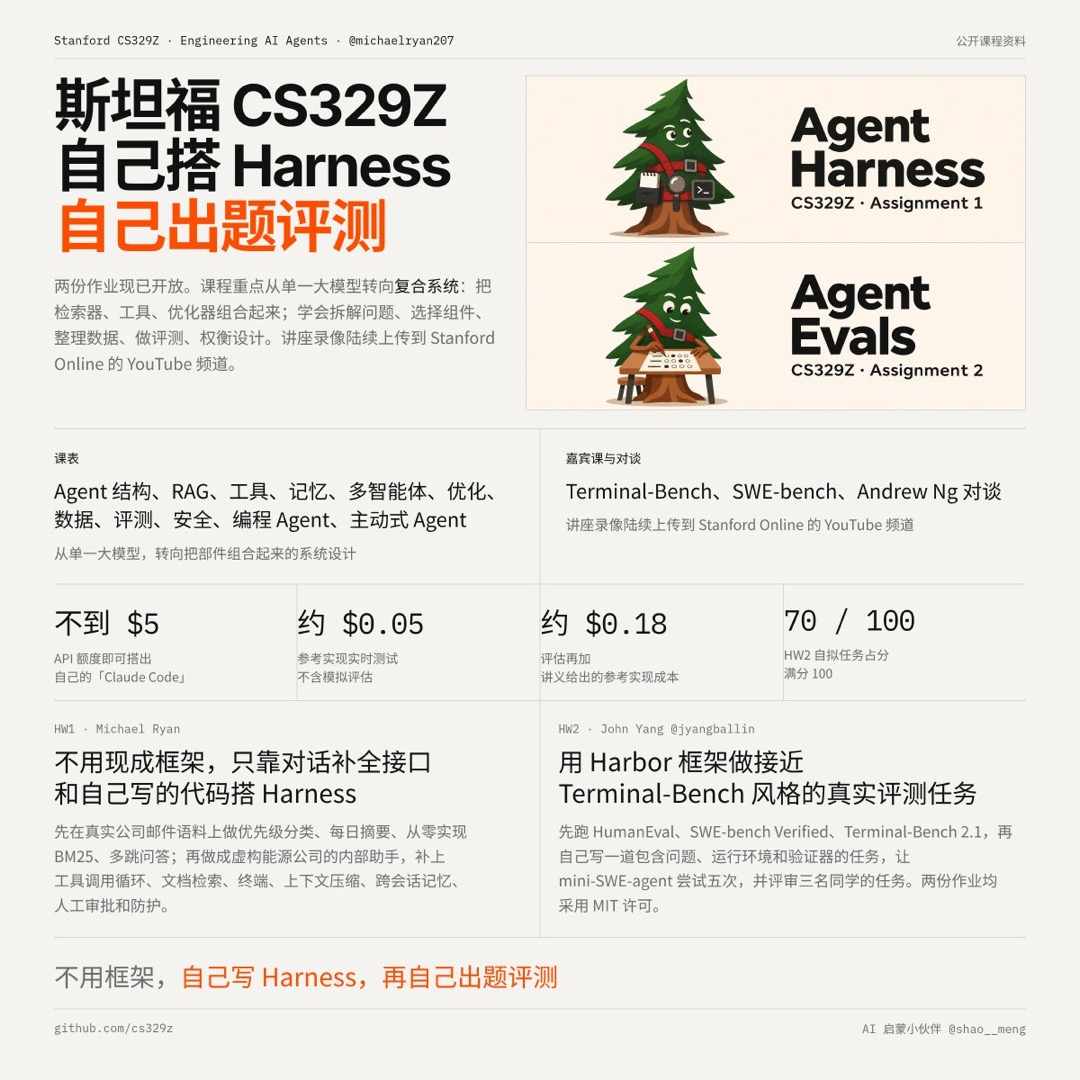 Stanford CS329Z · Engineering AI Agents · @michaelryan207
公开课程资料
斯坦福 CS329Z
自己搭 Harness
自己出题评测
两份作业现已开放。课程重点从单一大模型转向复合系统：把
检索器、工具、优化器组合起来；学会拆解问题、选择组件、
整理数据、做评测、权衡设计。讲座录像陆续上传到 Stanford
Online 的 YouTube 频道。
Agent
Harness
CS329Z · Assignment 1
Agent
Evals
CS329Z · Assignment 2
课表
Agent 结构、RAG、工具、记忆、多智能体、优化、
数据、评测、安全、编程 Agent、主动式 Agent
从单一大模型，转向把部件组合起来的系统设计
嘉宾课与对谈
Terminal-Bench、SWE-bench、Andrew Ng 对谈
讲座录像陆续上传到 Stanford Online 的 YouTube 频道
不到 $5
API 额度即可搭出
自己的「Claude Code」
约 $0.05
参考实现实时测试
不含模拟评估
约 $0.18
评估再加
讲义给出的参考实现成本
70 / 100
HW2 自拟任务占分
满分 100
HW1 · Michael Ryan
不用现成框架，只靠对话补全接口
和自己写的代码搭 Harness
先在真实公司邮件语料上做优先级分类、每日摘要、从零实现
BM25、多跳问答；再做成虚构能源公司的内部助手，补上
工具调用循环、文档检索、终端、上下文压缩、跨会话记忆、
人工审批和防护。
HW2 · John Yang @jyangballin
用 Harbor 框架做接近
Terminal-Bench 风格的真实评测任务
先跑 HumanEval、SWE-bench Verified、Terminal-Bench 2.1，再
自己写一道包含问题、运行环境和验证器的任务，让
mini-SWE-agent 尝试五次，并评审三名同学的任务。两份作业均
采用 MIT 许可。
不用框架，自己写 Harness，再自己出题评测
github.com/cs329z
AI 启蒙小伙伴 @shao__meng